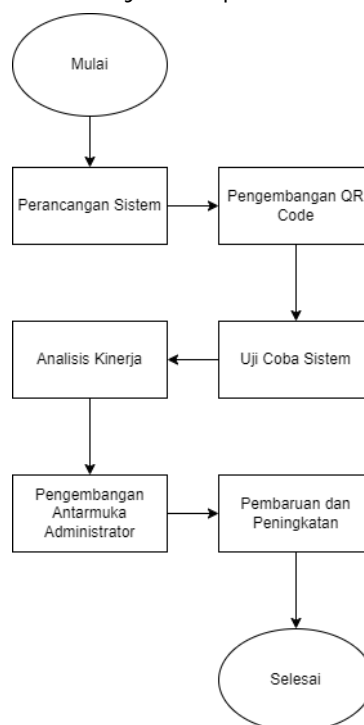 Mulai
Perancangan Sistem
Pengembangan QR
Code
Uji Coba Sistem
Analisis Kinerja
Pengembangan
Antarmuka
Administrator
Pembaruan dan
Peningkatan
Selesai